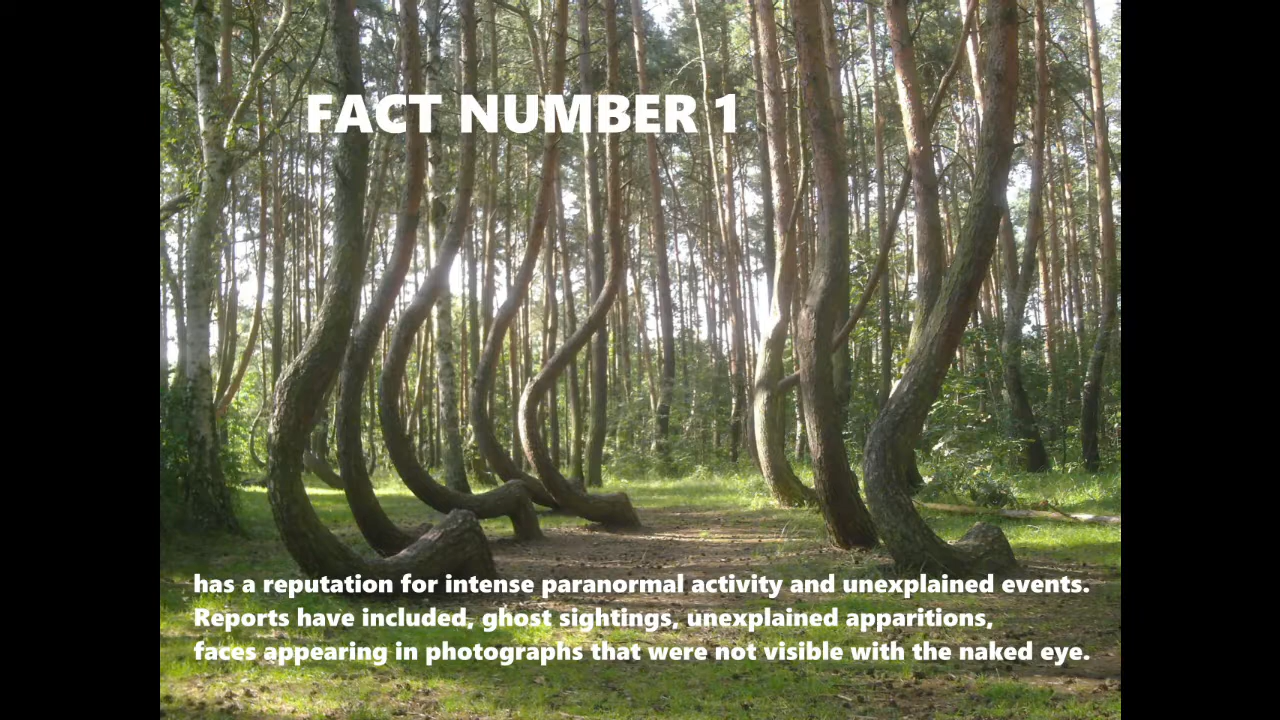 FACT NUMBER 1
has a reputation for intense paranormal activity and unexplained events.
Reports have included, ghost sightings, unexplained apparitions,
faces appearing in photographs that were not visible with the naked eye.